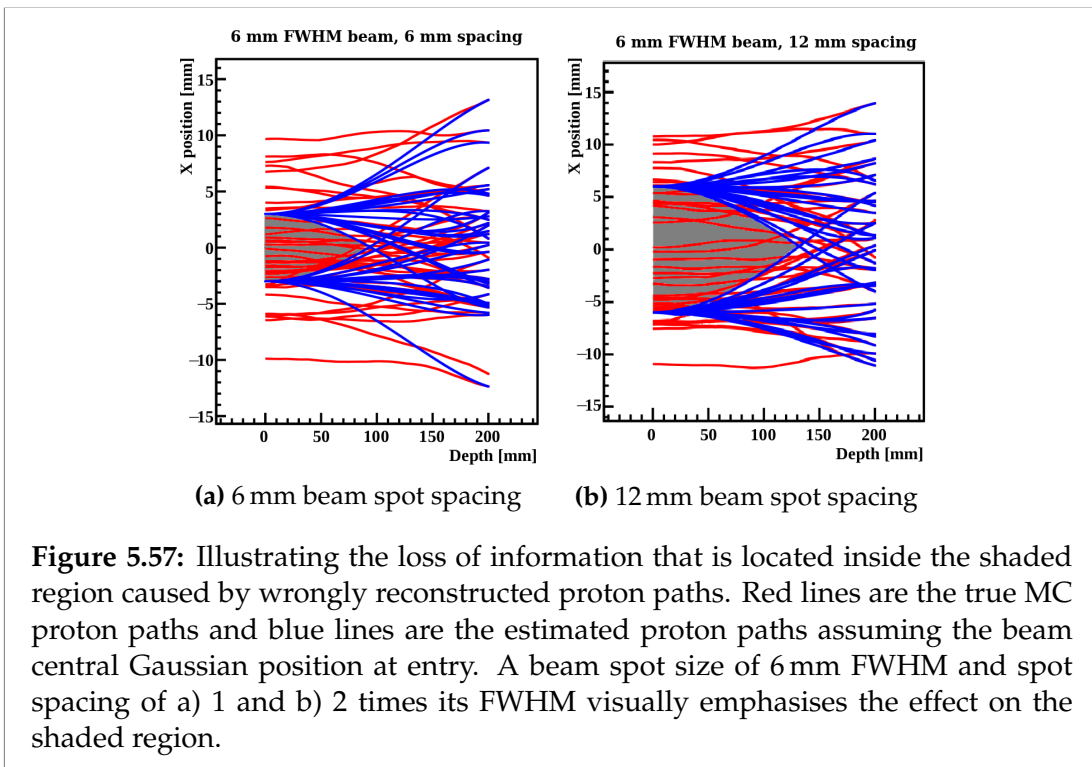 6 mm FWHM beam, 6 mm spacing
X position [mm]
15
10
5
0
−5
−10
−15
0 50 100 150 200
Depth [mm]
(a) 6 mm beam spot spacing
6 mm FWHM beam, 12 mm spacing
X position [mm]
15
10
5
0
−5
−10
−15
0 50 100 150 200
Depth [mm]
(b) 12 mm beam spot spacing
Figure 5.57: Illustrating the loss of information that is located inside the shaded
region caused by wrongly reconstructed proton paths. Red lines are the true MC
proton paths and blue lines are the estimated proton paths assuming the beam
central Gaussian position at entry. A beam spot size of 6 mm FWHM and spot
spacing of a) 1 and b) 2 times its FWHM visually emphasises the effect on the
shaded region.